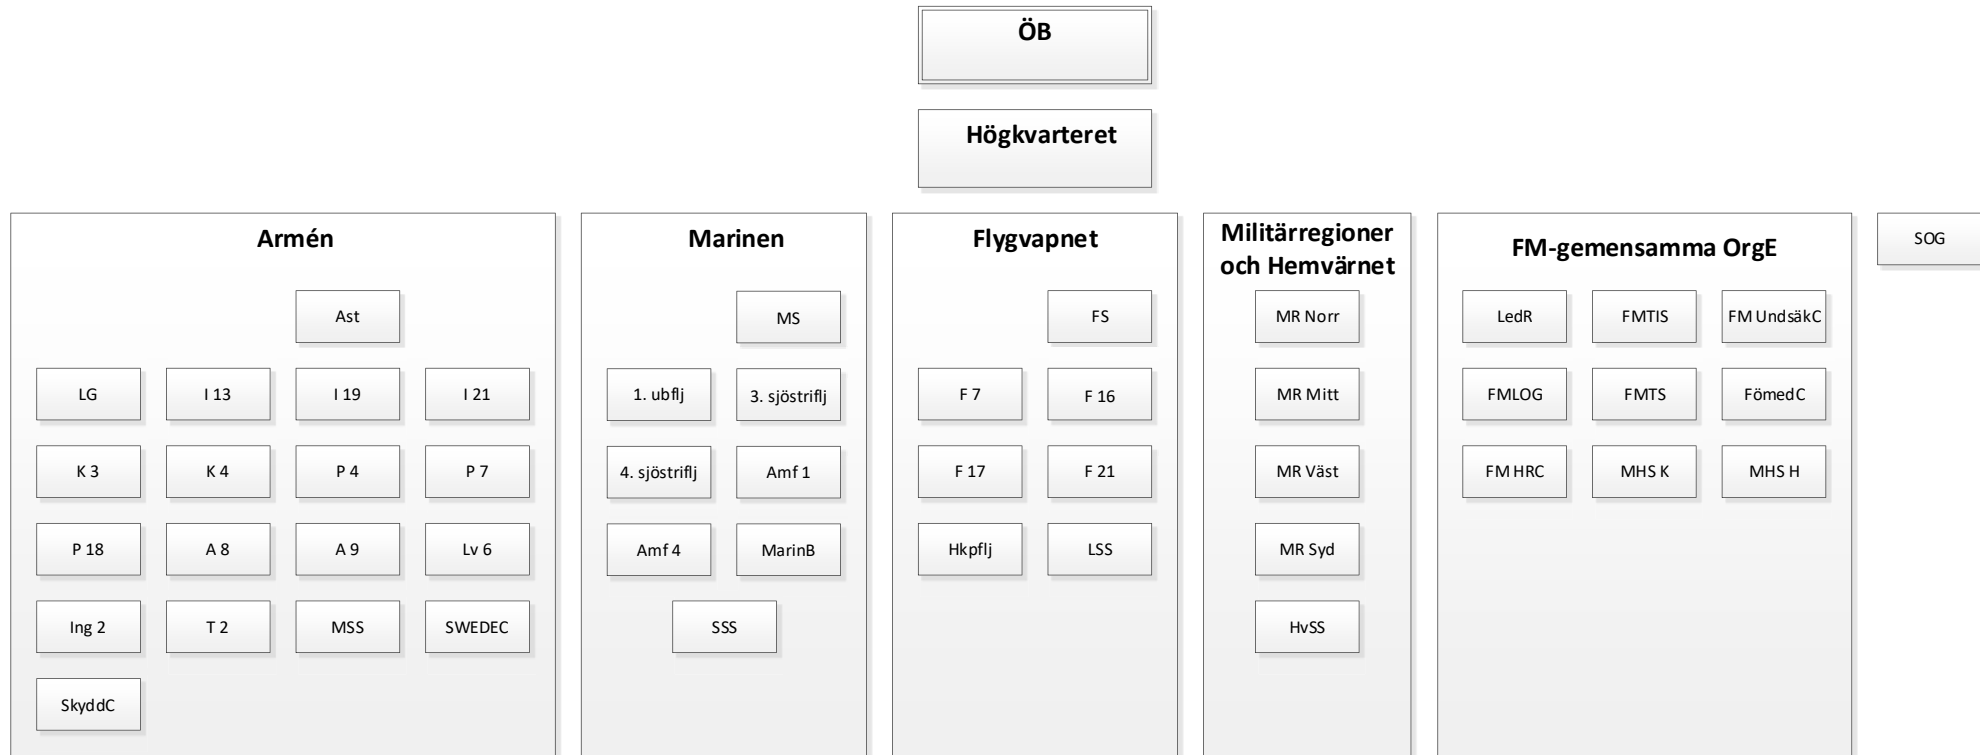 ÖB
Högkvarteret
Armén
Ast
LG
I 13
I 19
I 21
K 3
K 4
P 4
P 7
P 18
A 8
A 9
Lv 6
Ing 2
T 2
MSS
SWEDEC
SkyddC
Marinen
MS
1. ubflj
3. sjöstriflj
4. sjöstriflj
Amf 1
Amf 4
MarinB
SSS
Flygvapnet
FS
F 7
F 16
F 17
F 21
Hkpflj
LSS
Militärregioner
och Hemvärnet
MR Norr
MR Mitt
MR Väst
MR Syd
HvSS
FM-gemensamma OrgE
LedR
FMTIS
FM UndsäkC
FMLOG
FMTS
FömedC
FM HRC
MHS K
MHS H
SOG